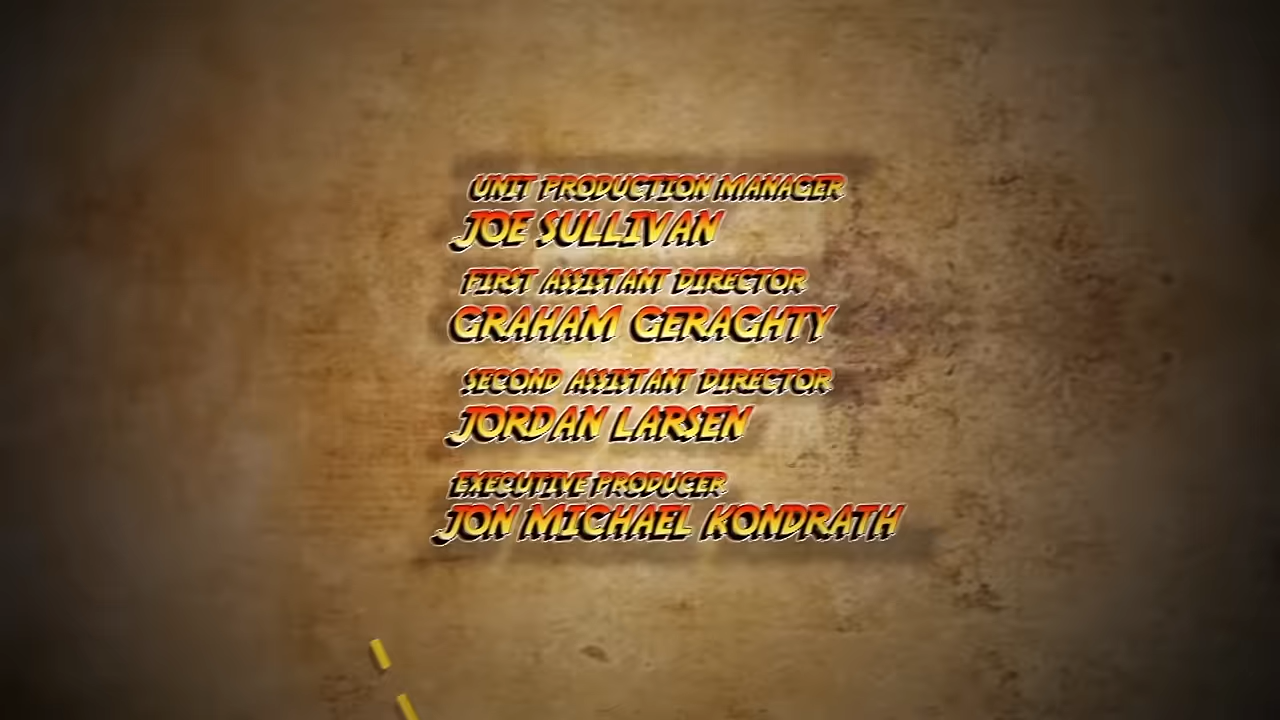 UNIT PRODUCTION MANAGER
JOE SULLIVAN
FIRST ASSISTANT DIRECTOR
GRAHAM GERAGHTY
SECOND ASSISTANT DIRECTOR
JORDAN LARSEN
EXECUTIVE PRODUCER
JON MICHAEL KONDRATH